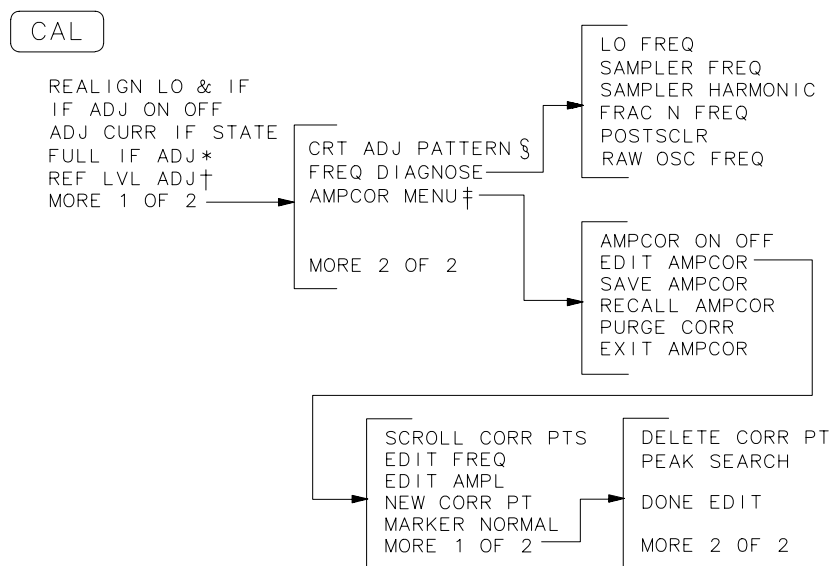 CAL
REALIGN LO & IF
IF ADJ ON OFF
ADJ CURR IF STATE
FULL IF ADJ*
REF LVL ADJ†
MORE 1 OF 2
CRT ADJ PATTERN §
FREQ DIAGNOSE
AMPCOR MENU‡
MORE 2 OF 2
LO FREQ
SAMPLER FREQ
SAMPLER HARMONIC
FRAC N FREQ
POSTSCLR
RAW OSC FREQ
AMPCOR ON OFF
EDIT AMPCOR
SAVE AMPCOR
RECALL AMPCOR
PURGE CORR
EXIT AMPCOR
SCROLL CORR PTS
EDIT FREQ
EDIT AMPL
NEW CORR PT
MARKER NORMAL
MORE 1 OF 2
DELETE CORR PT
PEAK SEARCH
DONE EDIT
MORE 2 OF 2